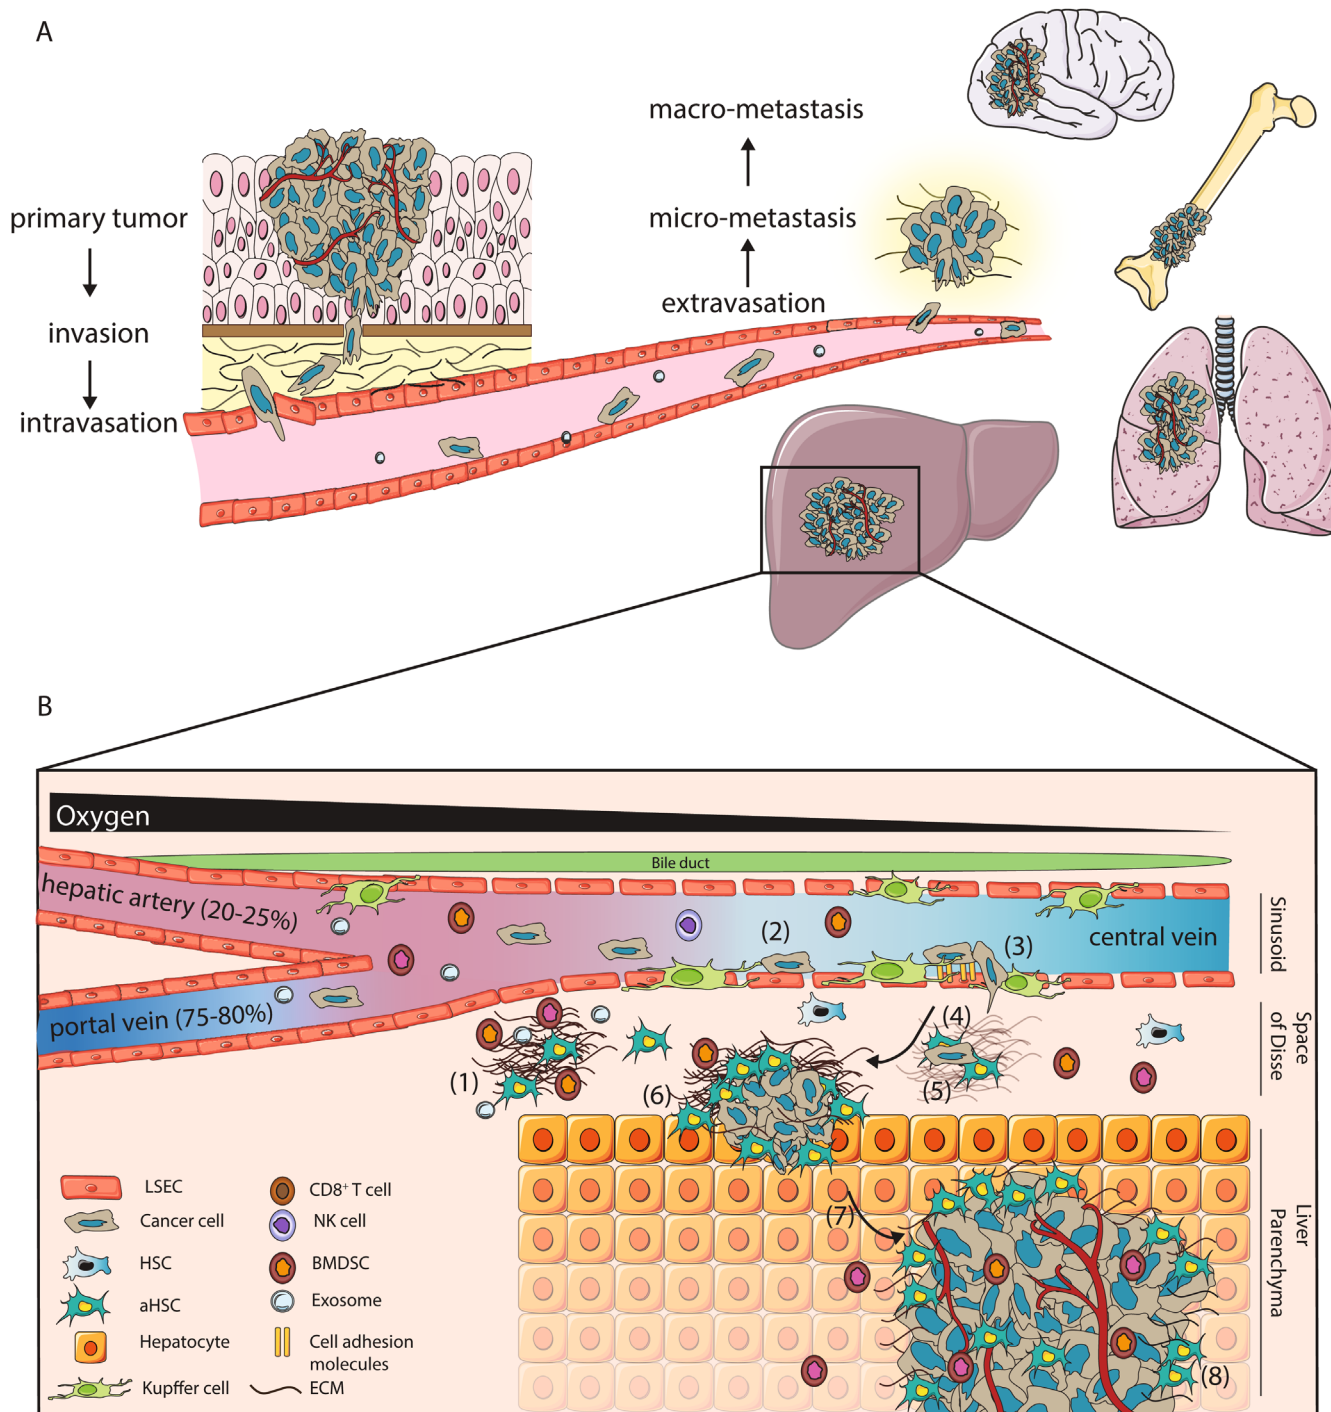 A
primary tumor
invasion
intravasation
macro-metastasis
micro-metastasis
extravasation
B
Oxygen
Bile duct
hepatic artery (20-25%)
portal vein (75-80%)
central vein
(1)
(2)
(3)
(4)
(5)
(6)
(7)
(8)
Sinusoid
Space
of Disse
Liver
Parenchyma
LSEC
Cancer cell
HSC
aHSC
Hepatocyte
Kupffer cell
CD8⁺ T cell
NK cell
BMDSC
Exosome
Cell adhesion
molecules
ECM